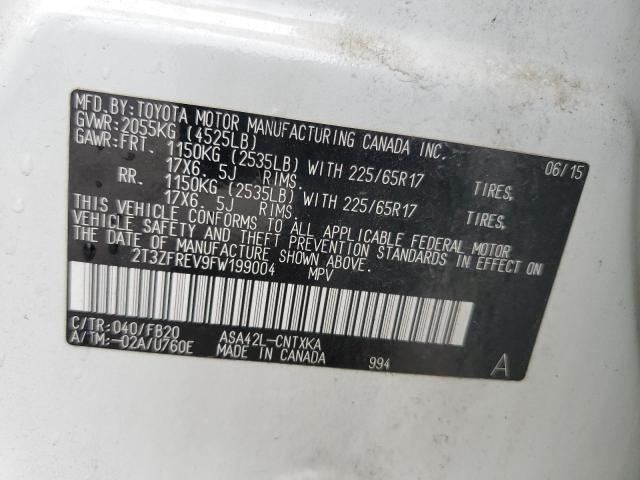 MFD.BY:TOYOTA MOTOR MANUFACTURING CANADA INC. 06/15
GVWR:2055KG (4525LB)
GAWR:FRT. 1150KG (2535LB) WITH 225/65R17 TIRES,
17X6. 5J RIMS.
RR. 1150KG (2535LB) WITH 225/65R17 TIRES,
17X6. 5J RIMS.
THIS VEHICLE CONFORMS TO ALL APPLICABLE FEDERAL MOTOR
VEHICLE SAFETY AND THEFT PREVENTION STANDARDS IN EFFECT ON
THE DATE OF MANUFACTURE SHOWN ABOVE.
2T3ZFREV9FW199004 MPV
C/TR:040/FB20 ASA42L-CNTXKA
A/TM:-02A/U760E MADE IN CANADA 994 A